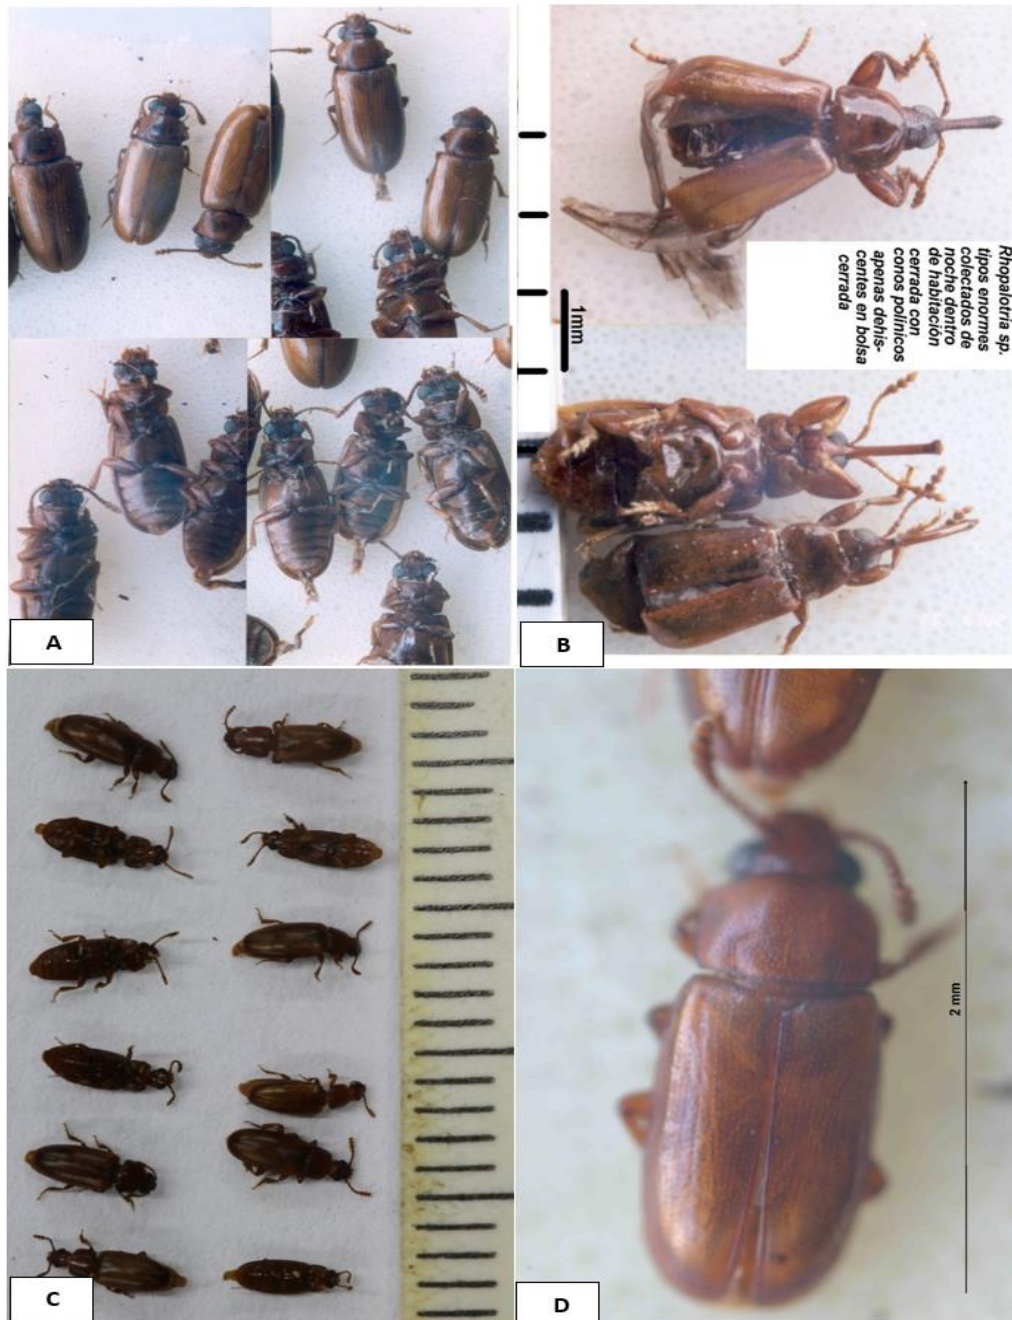 Rhopalotria sp.
tipos enormes
colectados de
noche dentro
de habitación
cerrada con
conos polínicos
apenas dehis-
centes en bolsa
cerrada
1mm
A
B
2 mm
C
D